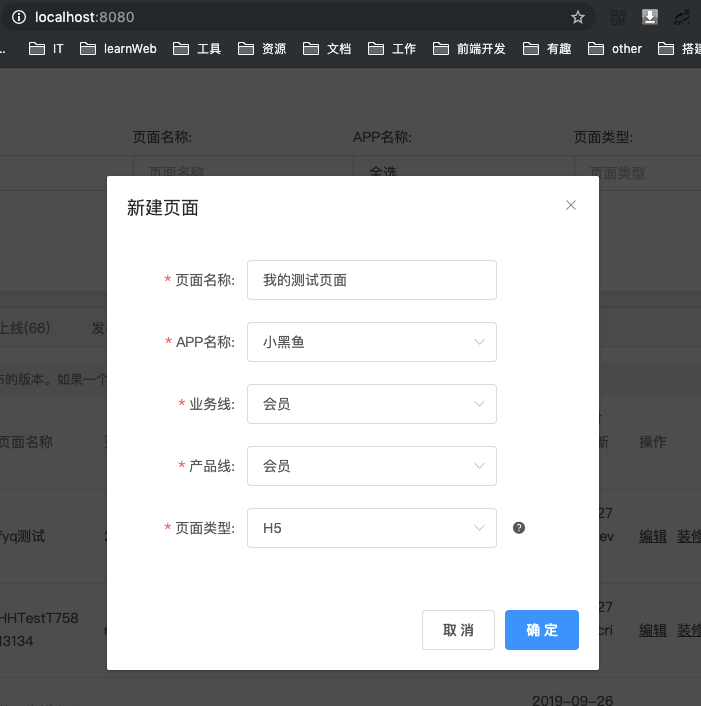 localhost:8080
IT learnWeb 工具 资源 文档 工作 前端开发 有趣 other 搭建
页面名称: APP名称: 页面类型:
页面名称 全选 页面类型
新建页面
* 页面名称: 我的测试页面
* APP名称: 小黑鱼
* 业务线: 会员
* 产品线: 会员
* 页面类型: H5 ?
取 消 确 定
上线(66) 发
布的版本。如果一个
页面名称 新 操作
fyq测试 27
ev 编辑 装修
HHTestT758 27
13134 cri 编辑 装修
2019-09-26